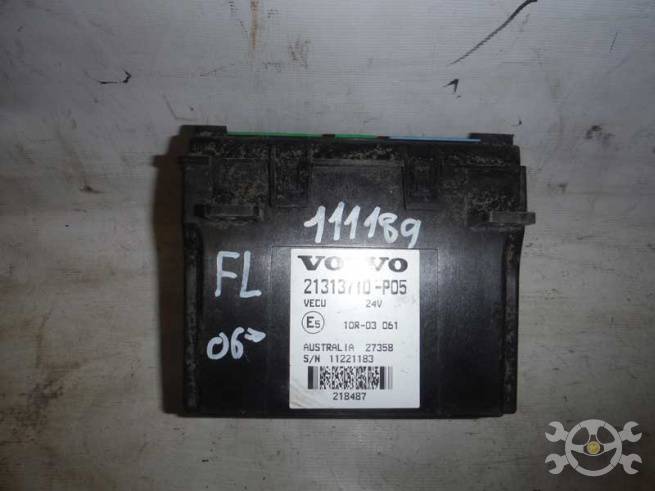 111189
FL
06>
VOLVO
21313710-P05
VECU 24V
E5 10R-03 061
AUSTRALIA 27358
S/N 11221183
218487